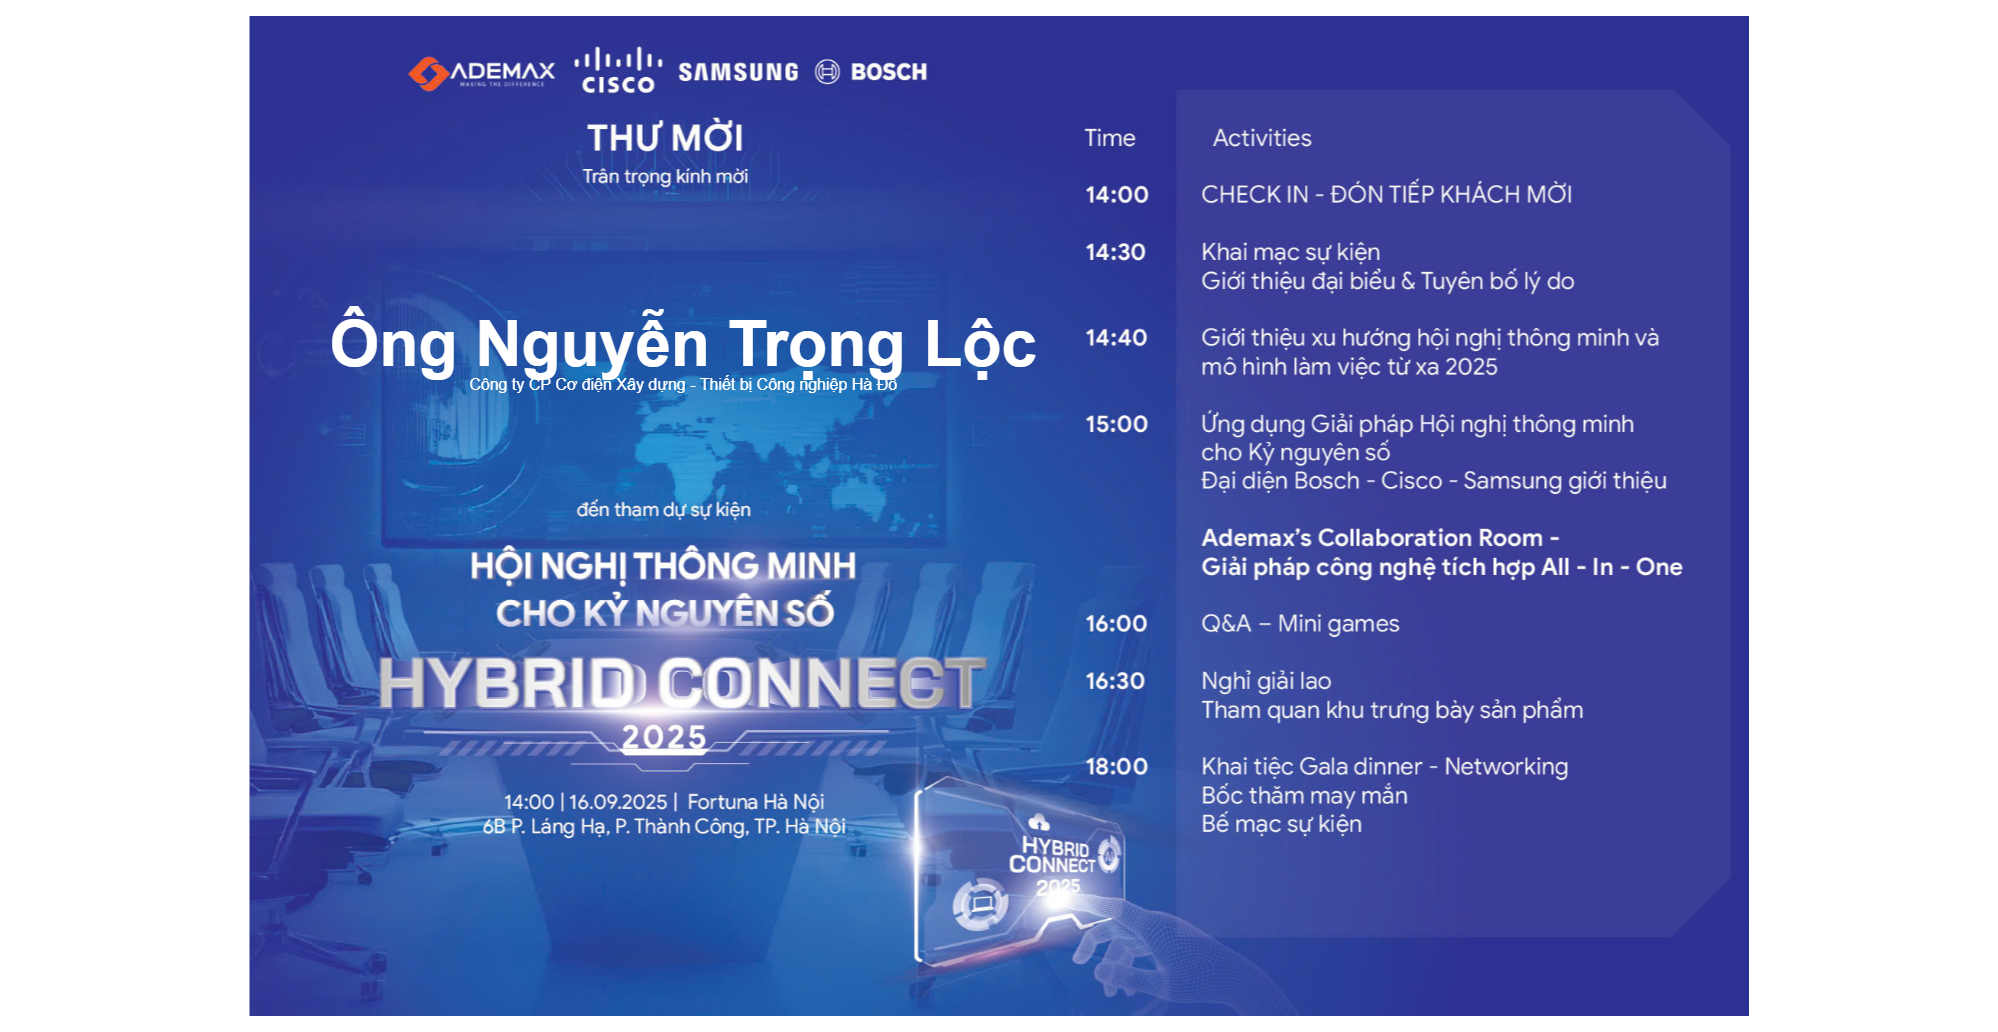 ADEMAX
MAKING THE DIFFERENCE
CISCO
SAMSUNG
BOSCH
THƯ MỜI
Trân trọng kính mời
Ông Nguyễn Trọng Lộc
Công ty CP Cơ điện Xây dựng - Thiết bị Công nghiệp Hà Đô
đến tham dự sự kiện
HỘI NGHỊ THÔNG MINH
CHO KỶ NGUYÊN SỐ
HYBRID CONNECT
2025
14:00 | 16.09.2025 | Fortuna Hà Nội
6B P. Láng Hạ, P. Thành Công, TP. Hà Nội
HYBRID
CONNECT
2025
AI
Time Activities
14:00 CHECK IN - ĐÓN TIẾP KHÁCH MỜI
14:30 Khai mạc sự kiện
Giới thiệu đại biểu & Tuyên bố lý do
14:40 Giới thiệu xu hướng hội nghị thông minh và
mô hình làm việc từ xa 2025
15:00 Ứng dụng Giải pháp Hội nghị thông minh
cho Kỷ nguyên số
Đại diện Bosch - Cisco - Samsung giới thiệu
Ademax's Collaboration Room -
Giải pháp công nghệ tích hợp All - In - One
16:00 Q&A – Mini games
16:30 Nghỉ giải lao
Tham quan khu trưng bày sản phẩm
18:00 Khai tiệc Gala dinner - Networking
Bốc thăm may mắn
Bế mạc sự kiện